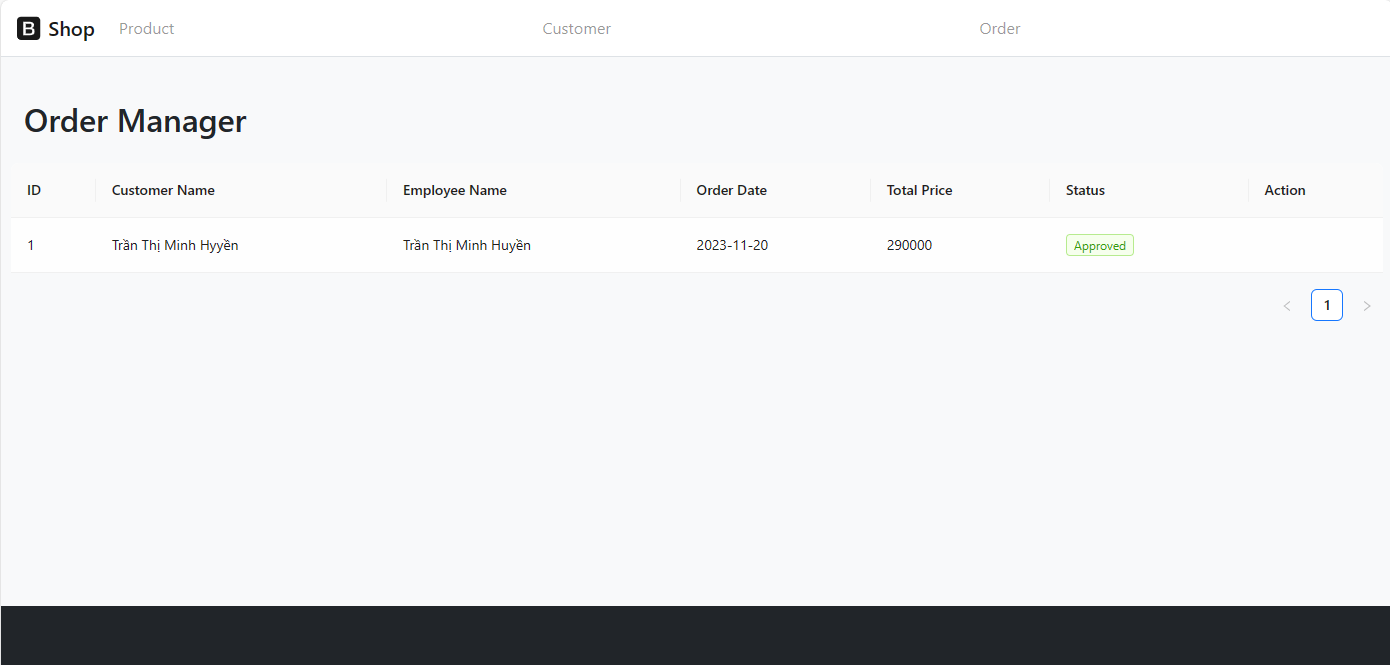 B Shop Product Customer Order
Order Manager
ID Customer Name Employee Name Order Date Total Price Status Action
1 Trần Thị Minh Hyyền Trần Thị Minh Huyền 2023-11-20 290000 Approved
< 1 >